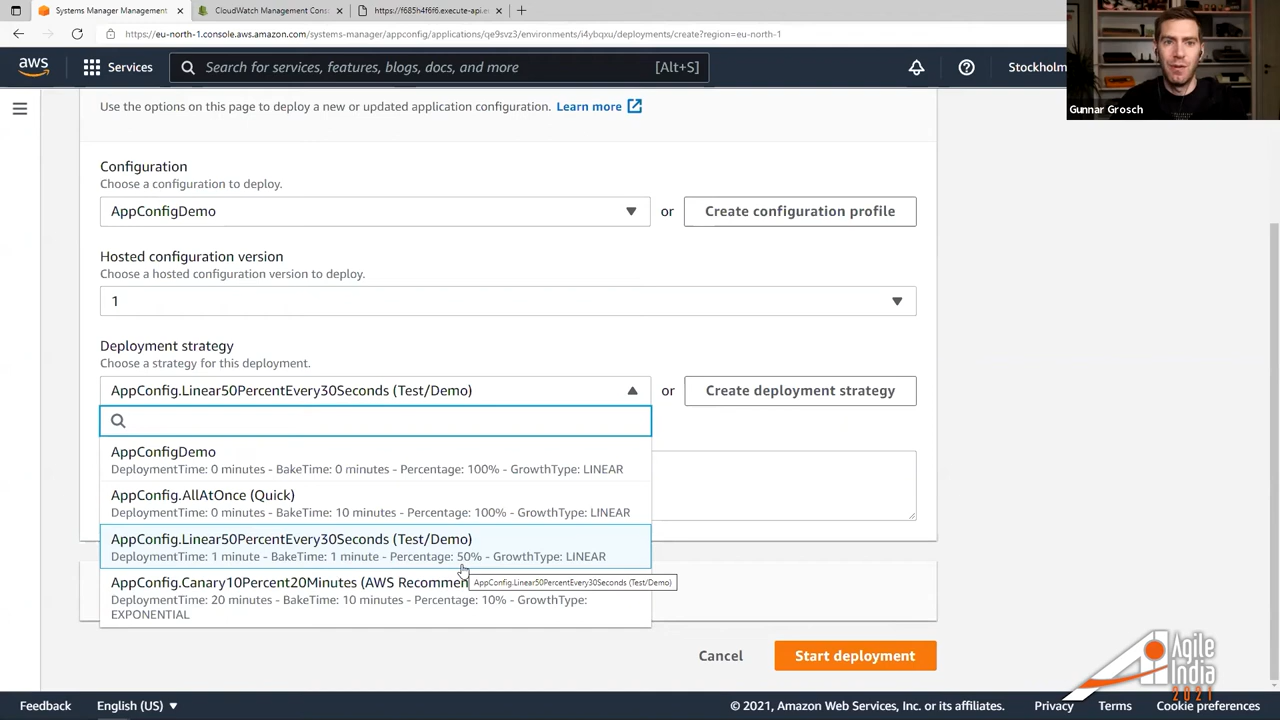 Systems Manager Management
CloudWatch Management Cons
https://f685h4f6f6.execute-api.e
https://eu-north-1.console.aws.amazon.com/systems-manager/appconfig/applications/qe9svz3/environments/i4ybqxu/deployments/create?region=eu-north-1
aws
Services
Search for services, features, blogs, docs, and more
[Alt+S]
Stockholm
Gunnar Grosch
Use the options on this page to deploy a new or updated application configuration. Learn more
Configuration
Choose a configuration to deploy.
AppConfigDemo
or
Create configuration profile
Hosted configuration version
Choose a hosted configuration version to deploy.
1
Deployment strategy
Choose a strategy for this deployment.
AppConfig.Linear50PercentEvery30Seconds (Test/Demo)
or
Create deployment strategy
AppConfigDemo
DeploymentTime: 0 minutes - BakeTime: 0 minutes - Percentage: 100% - GrowthType: LINEAR
AppConfig.AllAtOnce (Quick)
DeploymentTime: 0 minutes - BakeTime: 10 minutes - Percentage: 100% - GrowthType: LINEAR
AppConfig.Linear50PercentEvery30Seconds (Test/Demo)
DeploymentTime: 1 minute - BakeTime: 1 minute - Percentage: 50% - GrowthType: LINEAR
AppConfig.Canary10Percent20Minutes (AWS Recommen
AppConfig.Linear50PercentEvery30Seconds (Test/Demo)
DeploymentTime: 20 minutes - BakeTime: 10 minutes - Percentage: 10% - GrowthType:
EXPONENTIAL
Cancel
Start deployment
Agile
India
2021
Feedback
English (US)
© 2021, Amazon Web Services, Inc. or its affiliates.
Privacy
Terms
Cookie preferences